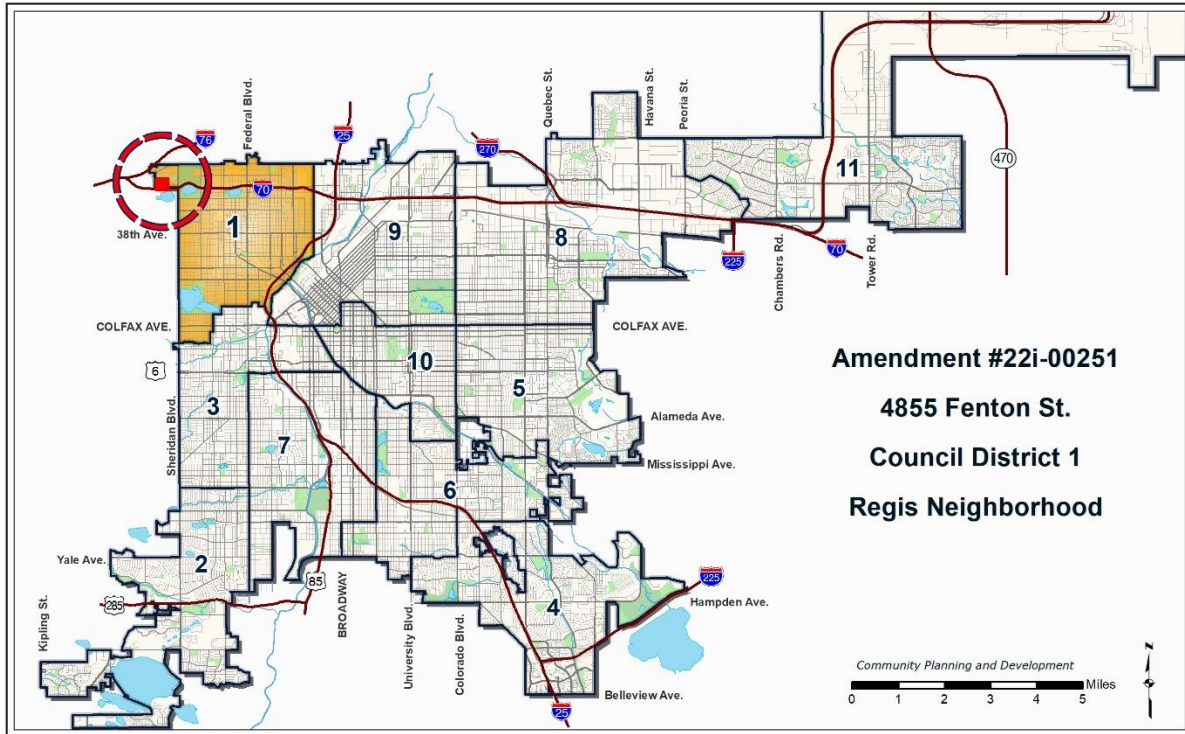 Federal Blvd.
76
25
270
Quebec St.
Havana St.
Peoria St.
470
11
70
38th Ave.
1
9
8
225
Chambers Rd.
70
Tower Rd.
COLFAX AVE.
COLFAX AVE.
6
10
5
Sheridan Blvd.
3
7
Alameda Ave.
Mississippi Ave.
6
Yale Ave.
2
85
285
BROADWAY
University Blvd.
Colorado Blvd.
4
225
Hampden Ave.
Kipling St.
25
Belleview Ave.
Amendment #22i-00251
4855 Fenton St.
Council District 1
Regis Neighborhood
Community Planning and Development
0 1 2 3 4 5 Miles
N